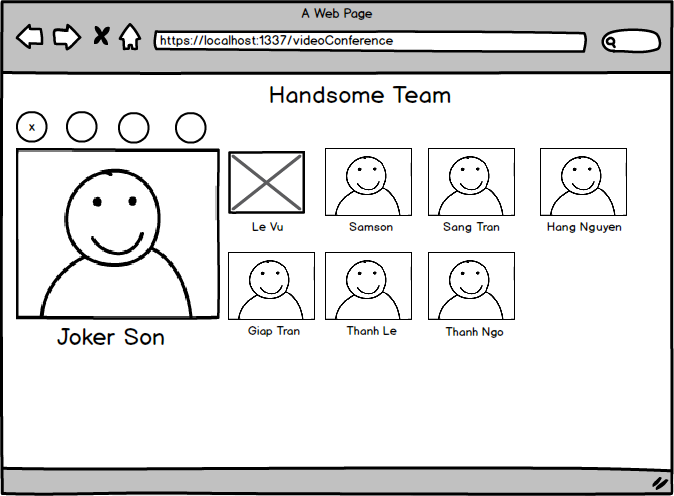 A Web Page
https://localhost:1337/videoConference
Handsome Team
x
Le Vu
Samson
Sang Tran
Hang Nguyen
Giap Tran
Thanh Le
Thanh Ngo
Joker Son